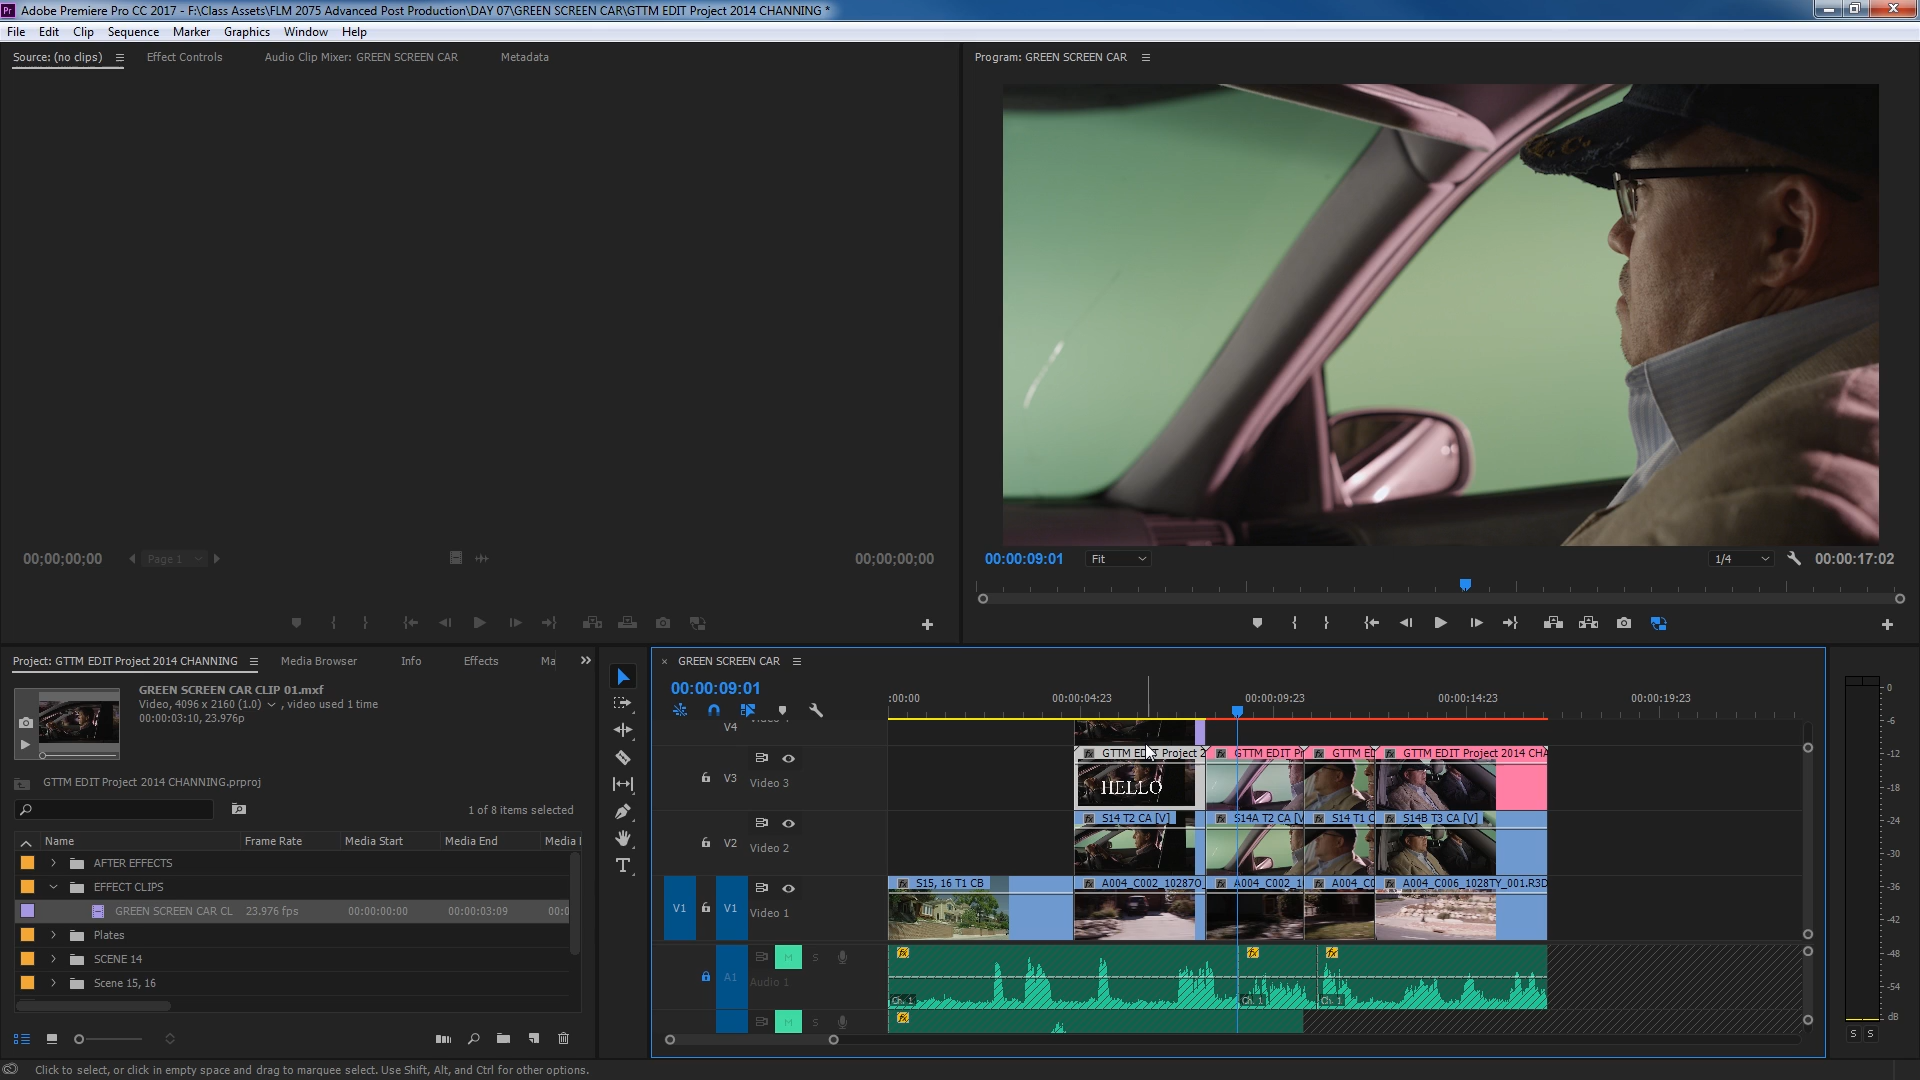 Adobe Premiere Pro CC 2017 - F:\Class Assets\FLM 2075 Advanced Post Production\DAY 07\GREEN SCREEN CAR\GTTM EDIT Project 2014 CHANNING *
File Edit Clip Sequence Marker Graphics Window Help
Source: (no clips) Effect Controls Audio Clip Mixer: GREEN SCREEN CAR Metadata
Program: GREEN SCREEN CAR
00;00;00;00 Page 1 00;00;00;00
00:00:09:01 Fit 1/4 00:00:17:02
Project: GTTM EDIT Project 2014 CHANNING Media Browser Info Effects Ma
GREEN SCREEN CAR CLIP 01.mxf
Video, 4096 x 2160 (1.0) , video used 1 time
00:00:03:10, 23.976p
GTTM EDIT Project 2014 CHANNING.prproj
1 of 8 items selected
Name Frame Rate Media Start Media End Media I
AFTER EFFECTS
EFFECT CLIPS
GREEN SCREEN CAR CL 23.976 fps 00:00:00:00 00:00:03:09 00:0
Plates
SCENE 14
Scene 15, 16
T
GREEN SCREEN CAR
00:00:09:01
:00:00 00:00:04:23 00:00:09:23 00:00:14:23 00:00:19:23
V4
V3 Video 3
GTTM EDIT Project 2 GTTM EDIT P GTTM E GTTM EDIT Project 2014 CHA
HELLO
V2 Video 2
S14 T2 CA [V] S14A T2 CA [V S14 T1 C S14B T3 CA [V]
V1 V1 Video 1
S15, 16 T1 CB A004_C002_10287O A004_C002_1 A004_C A004_C006_1028TY_001.R3D
A1 M S Audio 1
Ch. 1 Ch. 1 Ch. 1
M S
0
-6
-12
-18
-24
-30
-36
-42
-48
-54
dB
S S
Click to select, or click in empty space and drag to marquee select. Use Shift, Alt, and Ctrl for other options.